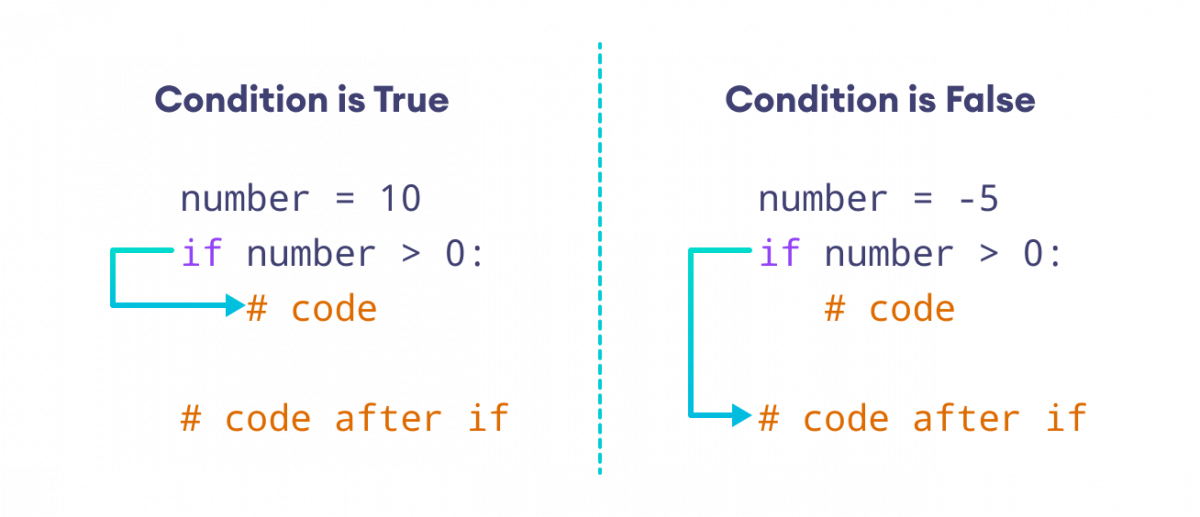 Condition is True
number = 10
if number > 0:
    # code
# code after if
Condition is False
number = -5
if number > 0:
    # code
# code after if